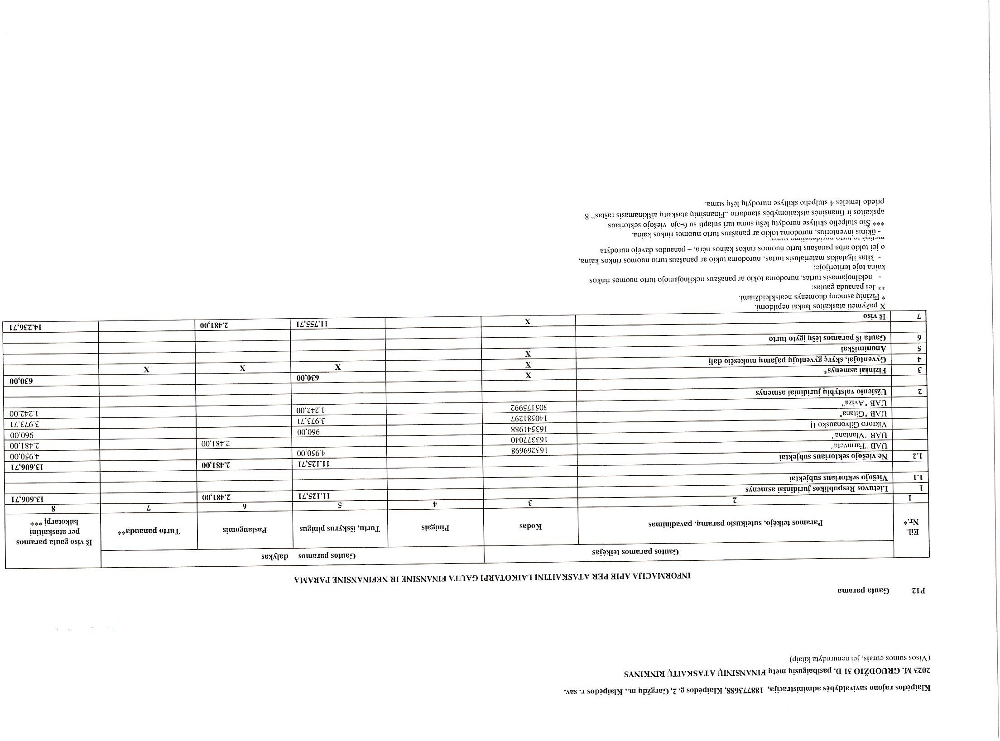 Klaipėdos rajono savivaldybės administracija, 188773688, Klaipėdos g. 2, Gargždų m., Klaipėdos r. sav.
2023 M. GRUODŽIO 31 D. pasibaigusių metų FINANSINIŲ ATASKAITŲ RINKINYS
(Visos sumos eurais, jei nenurodyta kitaip)
P12 Gauta parama
INFORMACIJA APIE PER ATASKAITINĮ LAIKOTARPĮ GAUTĄ FINANSINĘ IR NEFINANSINĘ PARAMĄ
Eil. Nr.* Gautos paramos teikėjas Gautos paramos dalykas Iš viso gauta paramos per ataskaitinį laikotarpį ***
Paramos teikėjo, suteikusio paramą, pavadinimas Kodas Pinigais Turtu, išskyrus pinigus Paslaugomis Turto panauda**
1 2 3 4 5 6 7 8
1 Lietuvos Respublikos juridiniai asmenys 11.125,71 2.481,00 13.606,71
1.1 Viešojo sektoriaus subjektai
1.2 Ne viešojo sektoriaus subjektai 11.125,71 2.481,00 13.606,71
UAB "Farmveta" 163269698 4.950,00 4.950,00
UAB "Vlantana" 163377040 2.481,00 2.481,00
Viktoro Gilvonausko IĮ 163541988 960,00 960,00
UAB "Gitana" 140581297 3.973,71 3.973,71
UAB "Aviza" 305175992 1.242,00 1.242,00
2 Užsienio valstybių juridiniai asmenys
3 Fiziniai asmenys* X 630,00 630,00
4 Gyventojai, skyrę gyventojų pajamų mokesčio dalį X X X X
5 Anonimiškai X
6 Gauta iš paramos lėšų įgyto turto
7 Iš viso X 11.755,71 2.481,00 14.236,71
X pažymėti ataskaitos laukai nepildomi.
* Fizinių asmenų duomenys neatskleidžiami.
** Jei panauda gautas:
- nekilnojamasis turtas, nurodoma tokio ar panašaus nekilnojamojo turto nuomos rinkos
kaina toje teritorijoje;
- kitas ilgalaikis materialusis turtas, nurodoma tokio ar panašaus turto nuomos rinkos kaina,
o jei tokio arba panašaus turto nuomos rinkos kainos nėra, – panaudos davėjo nurodyta
metinė to turto nusidėvėjimo suma;
- ūkinis inventorius, nurodoma tokio ar panašaus turto nuomos rinkos kaina.
*** Šio stulpelio skiltyse nurodytų lėšų suma turi sutapti su 6-ojo viešojo sektoriaus
apskaitos ir finansinės atskaitomybės standarto „Finansinių ataskaitų aiškinamasis raštas“ 8
priedo lentelės 4 stulpelio skiltyse nurodytų lėšų suma.